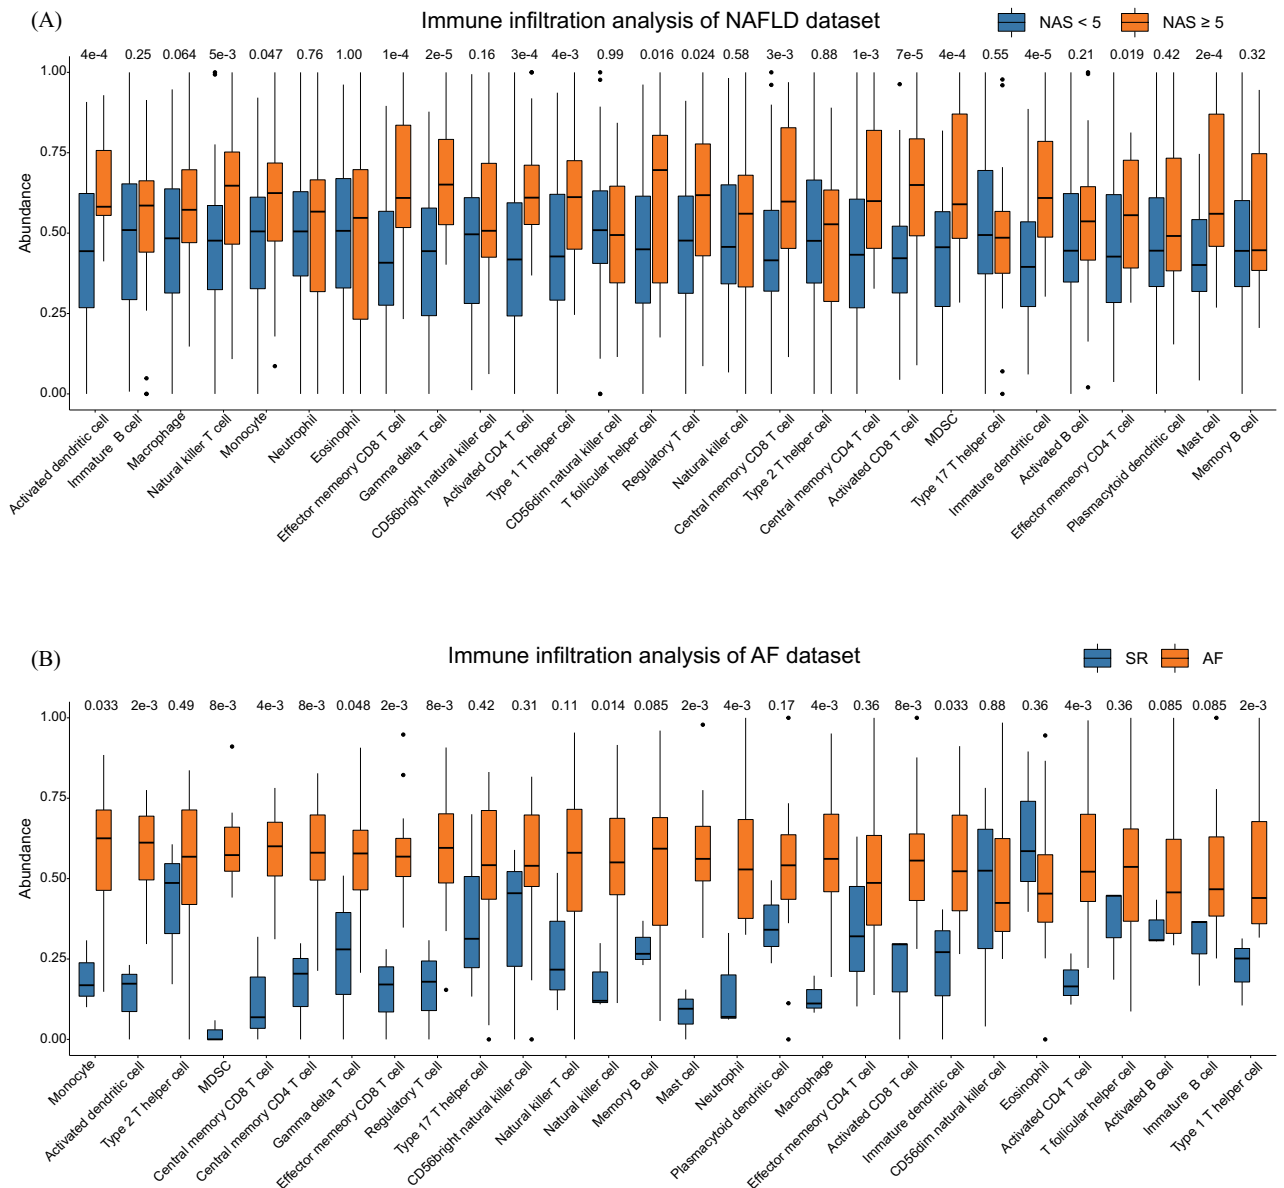 (A)
Immune infiltration analysis of NAFLD dataset
NAS < 5
NAS ≥ 5
4e-4 0.25 0.064 5e-3 0.047 0.76 1.00 1e-4 2e-5 0.16 3e-4 4e-3 0.99 0.016 0.024 0.58 3e-3 0.88 1e-3 7e-5 4e-4 0.55 4e-5 0.21 0.019 0.42 2e-4 0.32
1.00
0.75
0.50
0.25
0.00
Abundance
Activated dendritic cell
Immature B cell
Macrophage
Natural killer T cell
Monocyte
Neutrophil
Eosinophil
Effector memory CD8 T cell
Gamma delta T cell
CD56bright natural killer cell
Activated CD4 T cell
Type 1 T helper cell
CD56dim natural killer cell
T follicular helper cell
Regulatory T cell
Natural killer cell
Central memory CD8 T cell
Type 2 T helper cell
Central memory CD4 T cell
Activated CD8 T cell
MDSC
Type 17 T helper cell
Immature dendritic cell
Activated B cell
Effector memory CD4 T cell
Plasmacytoid dendritic cell
Mast cell
Memory B cell
(B)
Immune infiltration analysis of AF dataset
SR
AF
0.033 2e-3 0.49 8e-3 4e-3 8e-3 0.048 2e-3 8e-3 0.42 0.31 0.11 0.014 0.085 2e-3 4e-3 0.17 4e-3 0.36 8e-3 0.033 0.88 0.36 4e-3 0.36 0.085 0.085 2e-3
1.00
0.75
0.50
0.25
0.00
Abundance
Monocyte
Activated dendritic cell
Type 2 T helper cell
MDSC
Central memory CD8 T cell
Central memory CD4 T cell
Gamma delta T cell
Effector memeory CD8 T cell
Regulatory T cell
Type 17 T helper cell
CD56bright natural killer cell
Natural killer T cell
Natural killer cell
Memory B cell
Mast cell
Neutrophil
Plasmacytoid dendritic cell
Macrophage
Effector memeory CD4 T cell
Activated CD8 T cell
Immature dendritic cell
CD56dim natural killer cell
Eosinophil
Activated CD4 T cell
T follicular helper cell
Activated B cell
Immature  B cell
Type 1 T helper cell